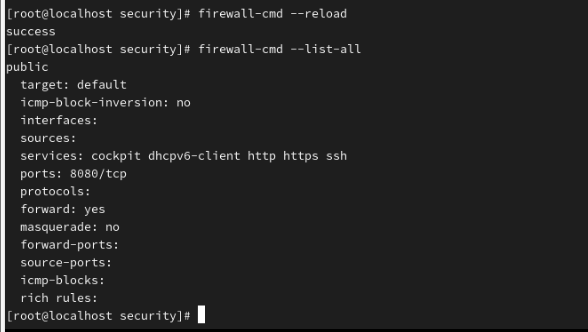 [root@localhost security]# firewall-cmd --reload
success
[root@localhost security]# firewall-cmd --list-all
public
  target: default
  icmp-block-inversion: no
  interfaces:
  sources:
  services: cockpit dhcpv6-client http https ssh
  ports: 8080/tcp
  protocols:
  forward: yes
  masquerade: no
  forward-ports:
  source-ports:
  icmp-blocks:
  rich rules:
[root@localhost security]#